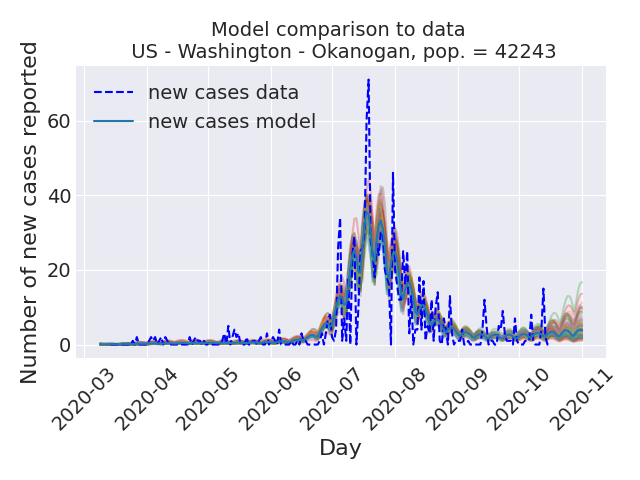 Model comparison to data
US - Washington - Okanogan, pop. = 42243
Number of new cases reported
60
40
20
0
new cases data
new cases model
2020-03
2020-04
2020-05
2020-06
2020-07
2020-08
2020-09
2020-10
2020-11
Day